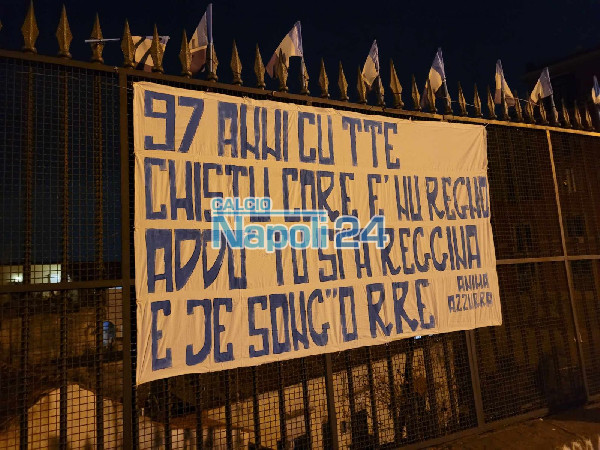 97 ANNI CU TTE
CHISTU CORE E' NU REGNO
ADDO' TU SI 'A REGGINA
E JE SONG' 'O RRE
ANIMA
AZZURRA
CALCIO
Napoli 24